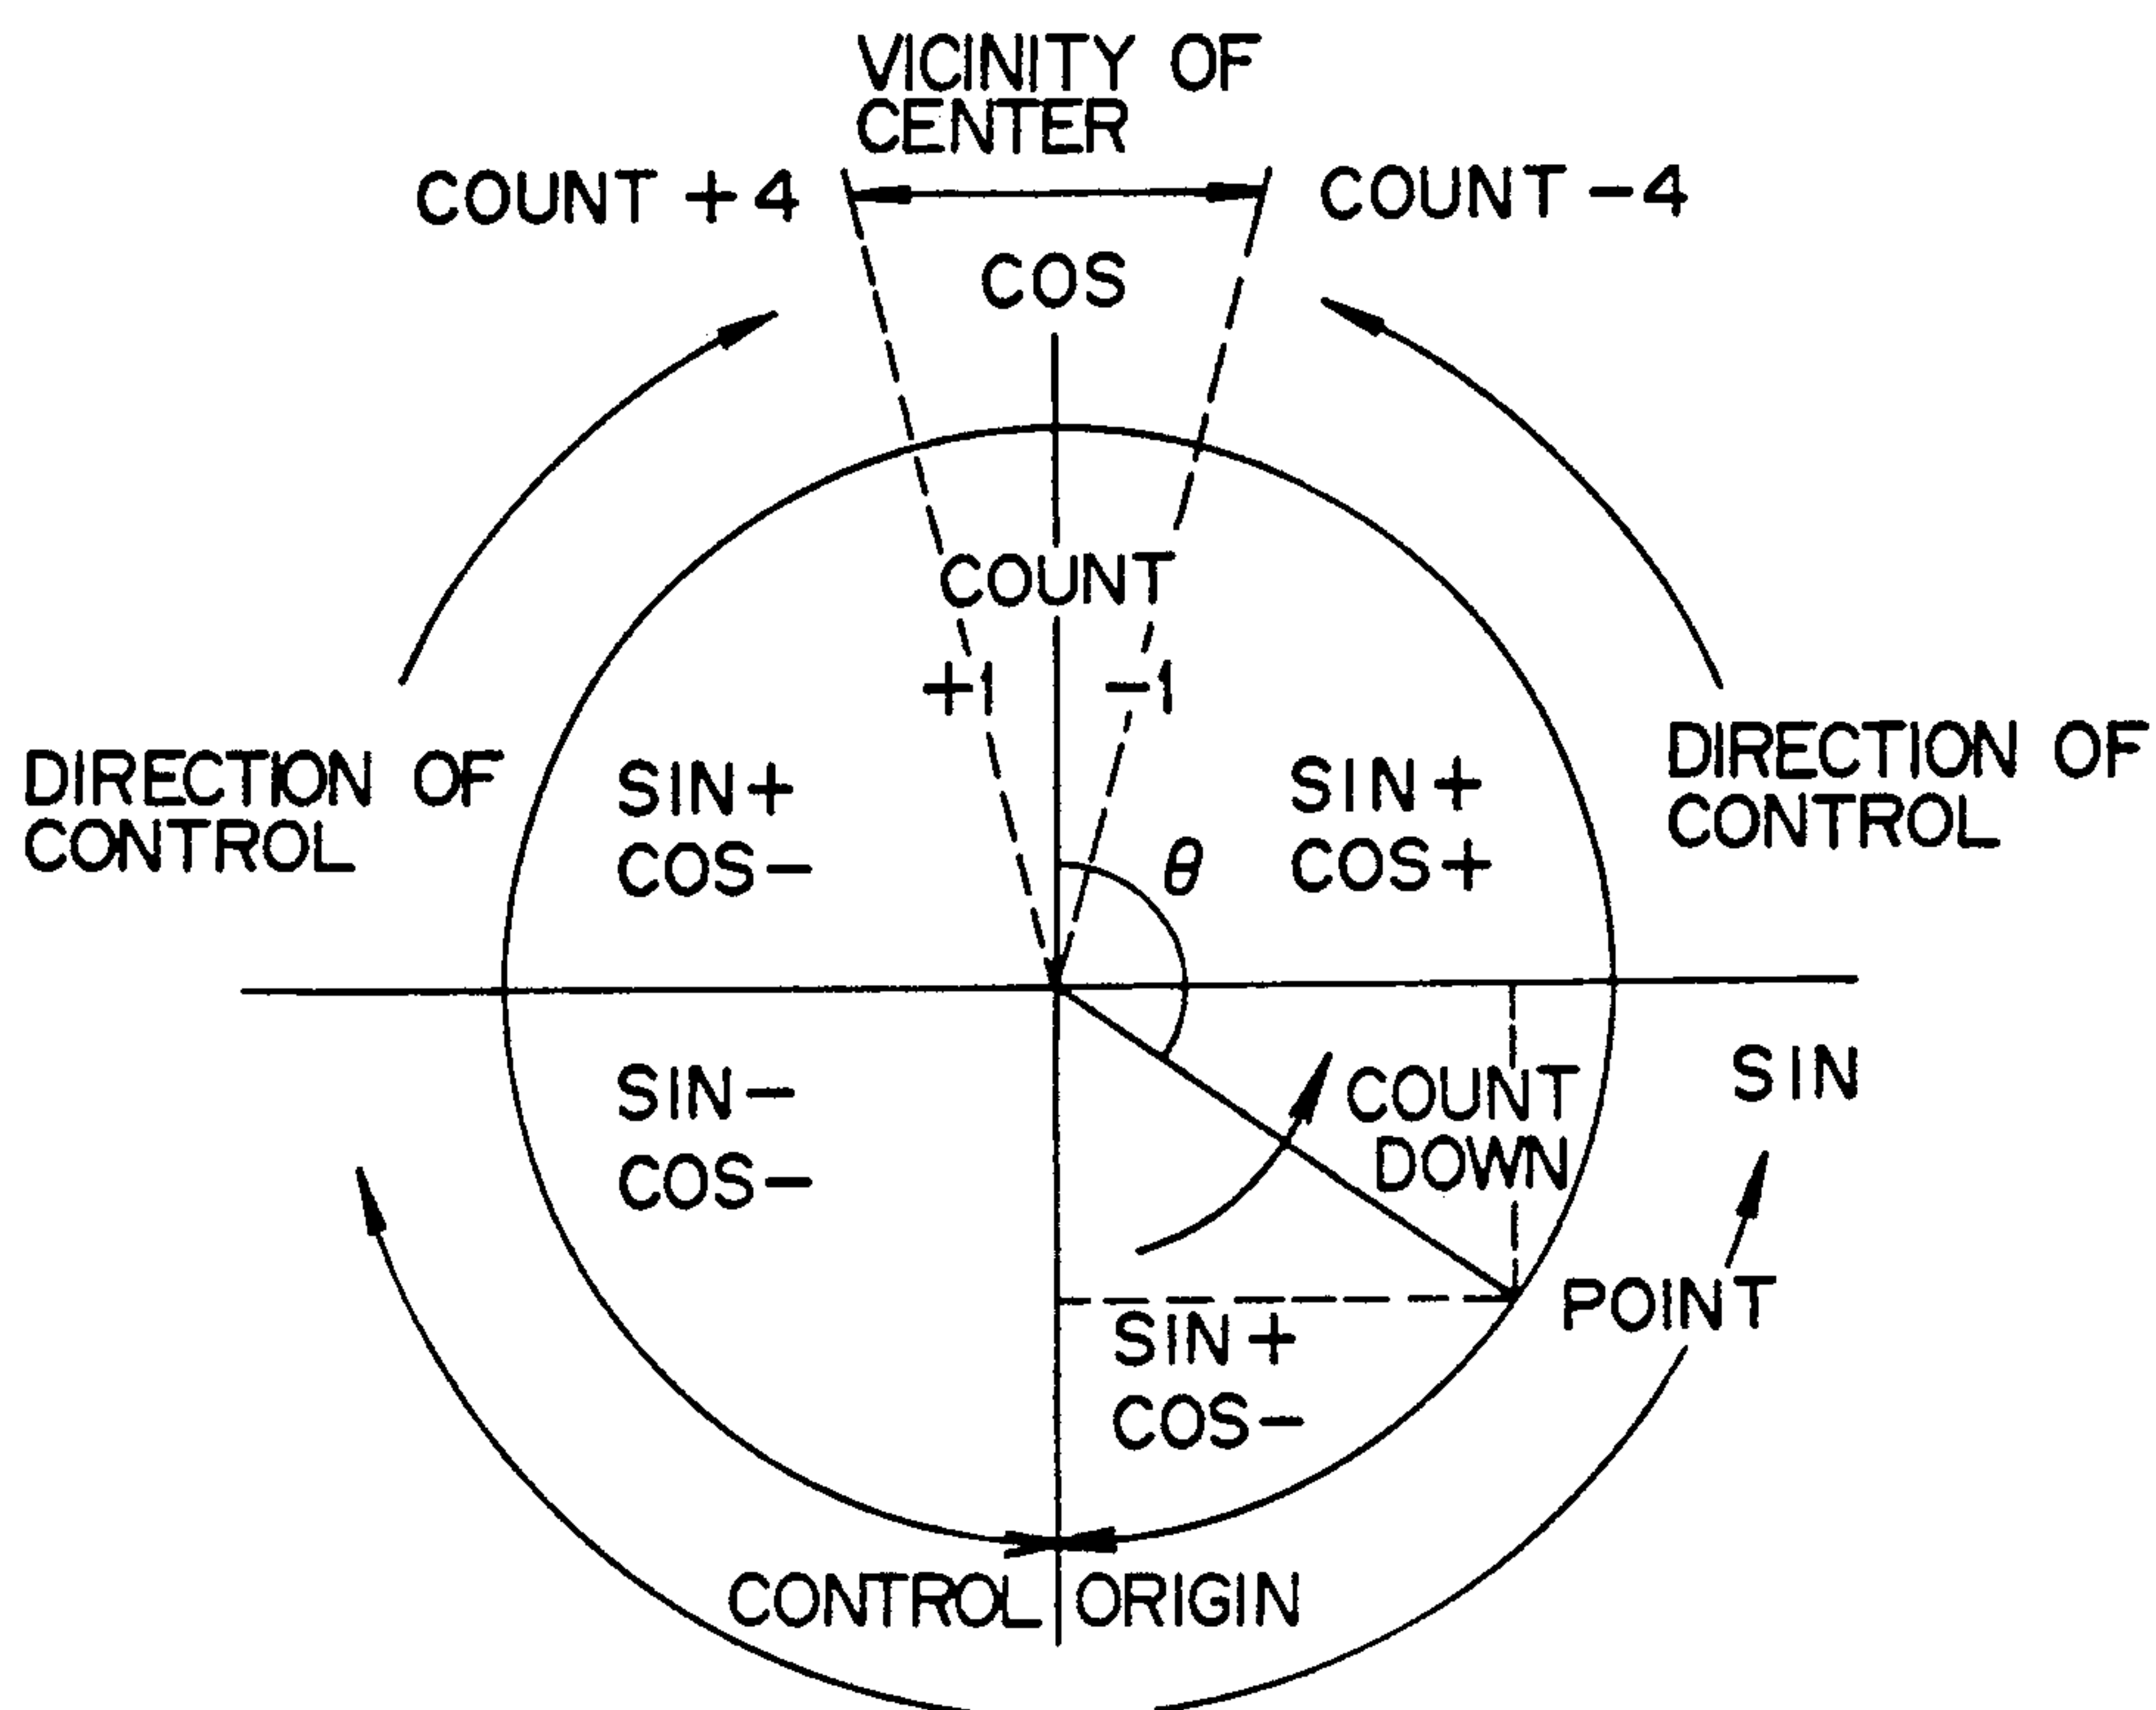 VICINITY OF
CENTER
COUNT +4
COUNT -4
COS
COUNT
+1
-1
DIRECTION OF
CONTROL
SIN+
COS-
θ
SIN+
COS+
DIRECTION OF
CONTROL
SIN-
COS-
COUNT
DOWN
SIN
POINT
SIN+
COS-
CONTROL ORIGIN